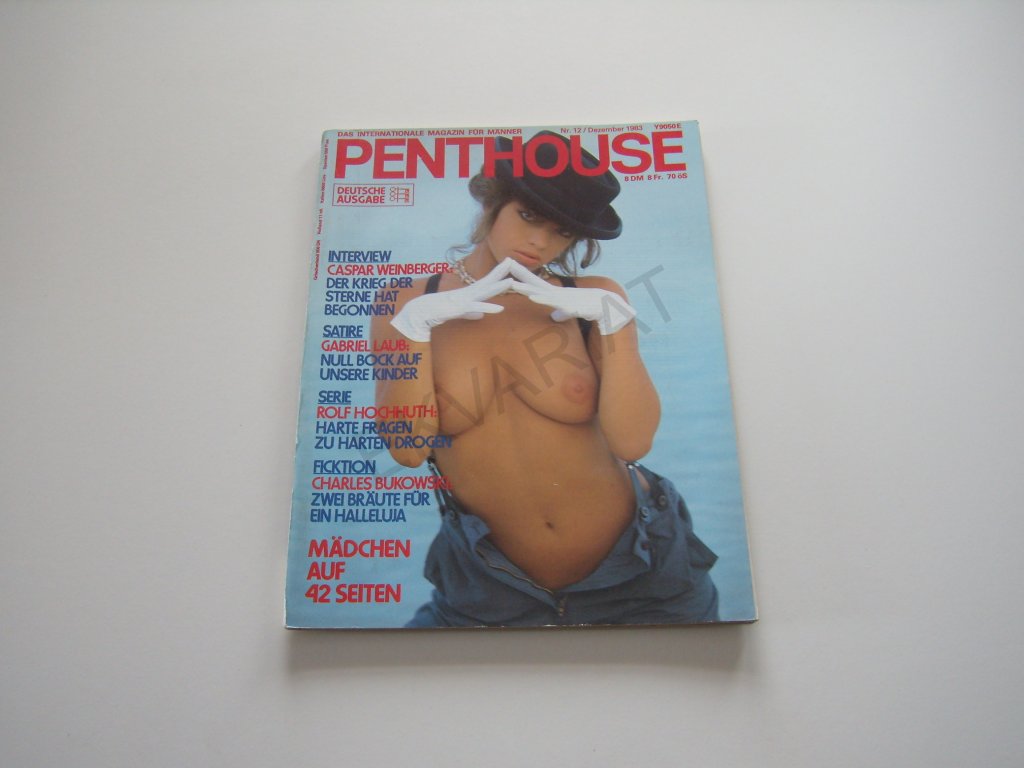 DAS INTERNATIONALE MAGAZIN FÜR MÄNNER
Nr. 12 / Dezember 1983 Y9050E
PENTHOUSE
8 DM 8 Fr. 70 öS
DEUTSCHE
AUSGABE
INTERVIEW
CASPAR WEINBERGER:
DER KRIEG DER
STERNE HAT
BEGONNEN
SATIRE
GABRIEL LAUB:
NULL BOCK AUF
UNSERE KINDER
SERIE
ROLF HOCHHUTH:
HARTE FRAGEN
ZU HARTEN DROGEN
FICKTION
CHARLES BUKOWSKI:
ZWEI BRÄUTE FÜR
EIN HALLELUJA
MÄDCHEN
AUF
42 SEITEN